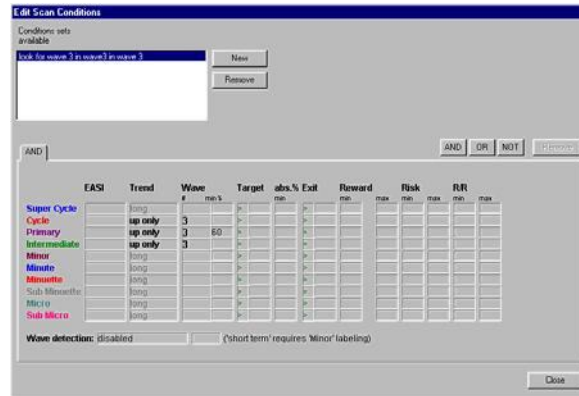 Edit Scan Conditions
Conditions sets
available
look for wave 3 in wave3 in wave 3
New
Remove
AND OR NOT Remove
AND
EASI Trend Wave Target abs.% Exit Reward Risk R/R
# min % min min max min max min max
Super Cycle long
Cycle up only 3
Primary up only 3 60
Intermediate up only 3
Minor long
Minute long
Minuette long
Sub Minuette long
Micro long
Sub Micro long
Wave detection: disabled ('short term' requires 'Minor' labeling)
Close